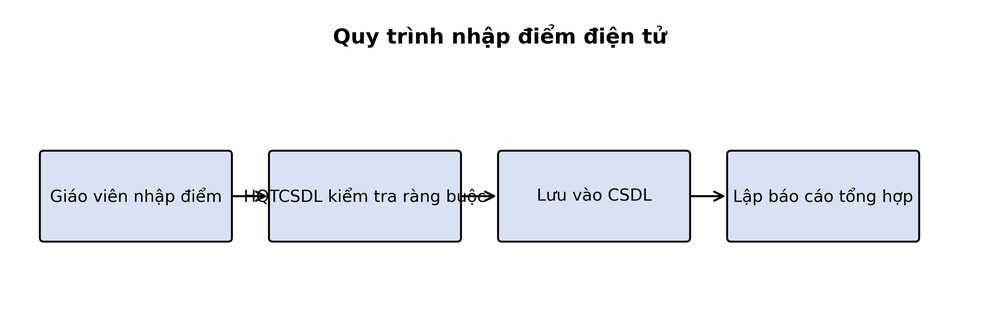 Quy trình nhập điểm điện tử
Giáo viên nhập điểm
HQTCSDL kiểm tra ràng buộc
Lưu vào CSDL
Lập báo cáo tổng hợp